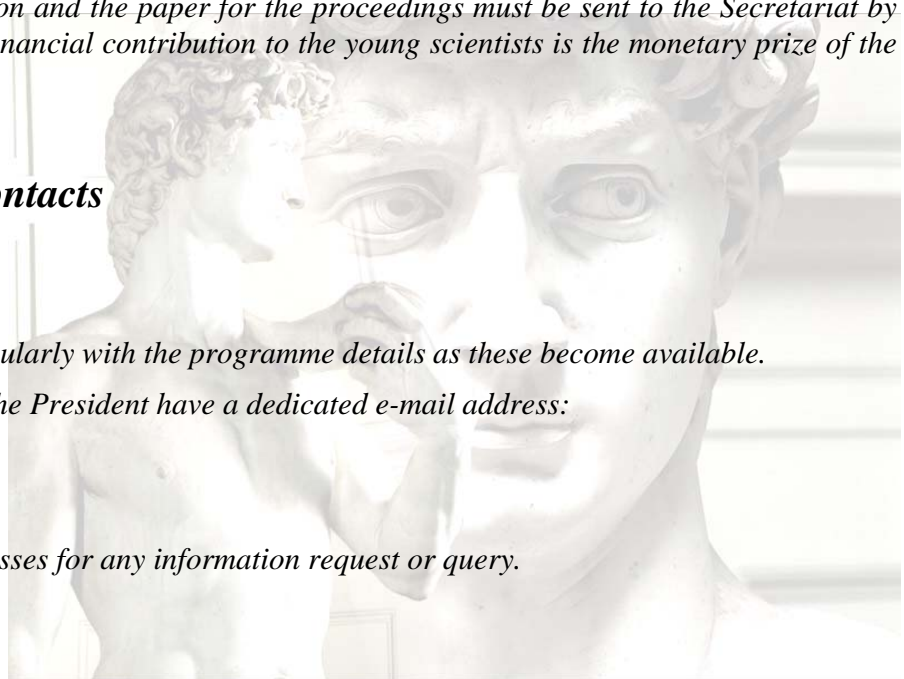 on and the paper for the proceedings must be sent to the Secretariat by
nancial contribution to the young scientists is the monetary prize of the
ntacts
ularly with the programme details as these become available.
he President have a dedicated e-mail address:
sses for any information request or query.